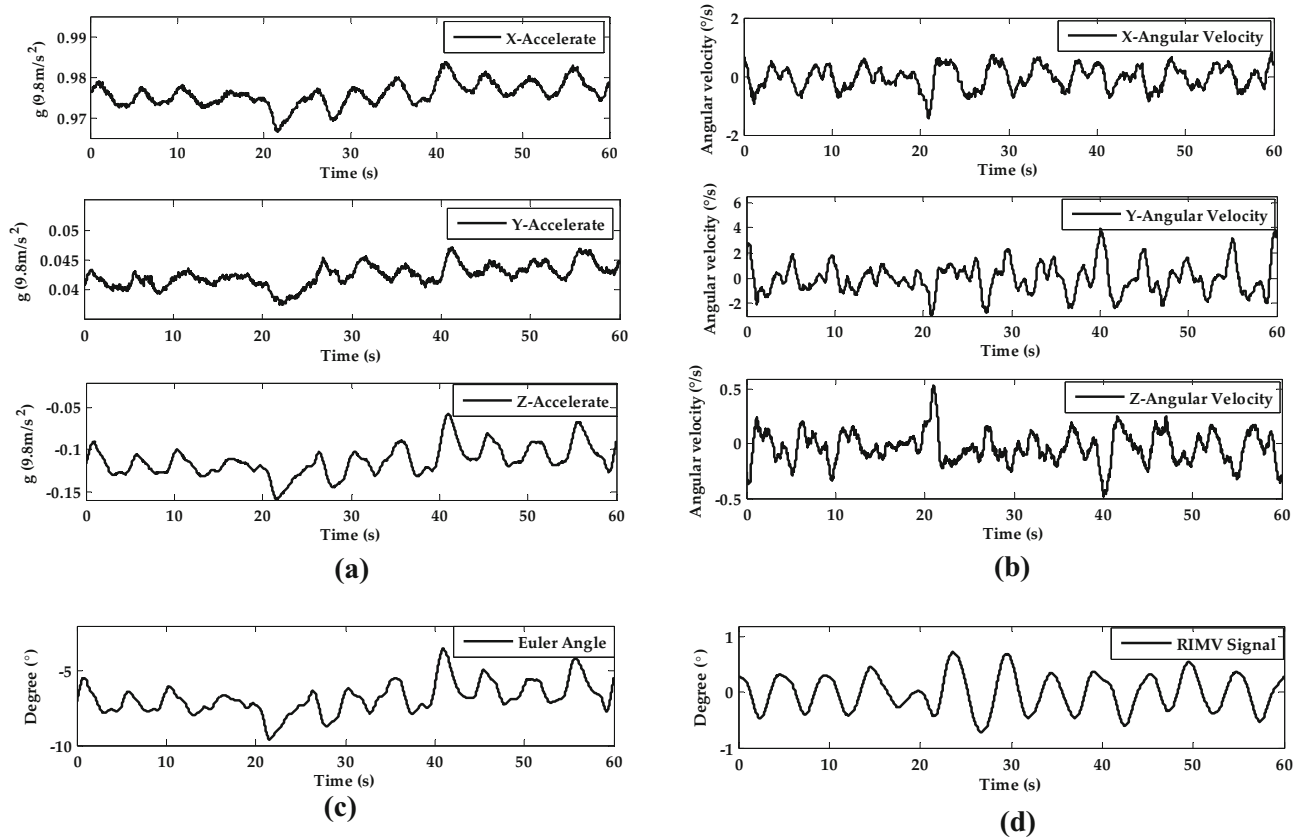 0.99
0.98
0.97
g (9.8m/s²)
X-Accelerate
0 10 20 30 40 50 60
Time (s)
0.05
0.045
0.04
g (9.8m/s²)
Y-Accelerate
0 10 20 30 40 50 60
Time (s)
-0.05
-0.1
-0.15
g (9.8m/s²)
Z-Accelerate
0 10 20 30 40 50 60
Time (s)
(a)
2
0
-2
Angular velocity (°/s)
X-Angular Velocity
0 10 20 30 40 50 60
Time (s)
6
4
2
0
-2
Angular velocity (°/s)
Y-Angular Velocity
0 10 20 30 40 50 60
Time (s)
0.5
0
-0.5
Angular velocity (°/s)
Z-Angular Velocity
0 10 20 30 40 50 60
Time (s)
(b)
-5
-10
Degree (°)
Euler Angle
0 10 20 30 40 50 60
Time (s)
(c)
1
0
-1
Degree (°)
RIMV Signal
0 10 20 30 40 50 60
Time (s)
(d)